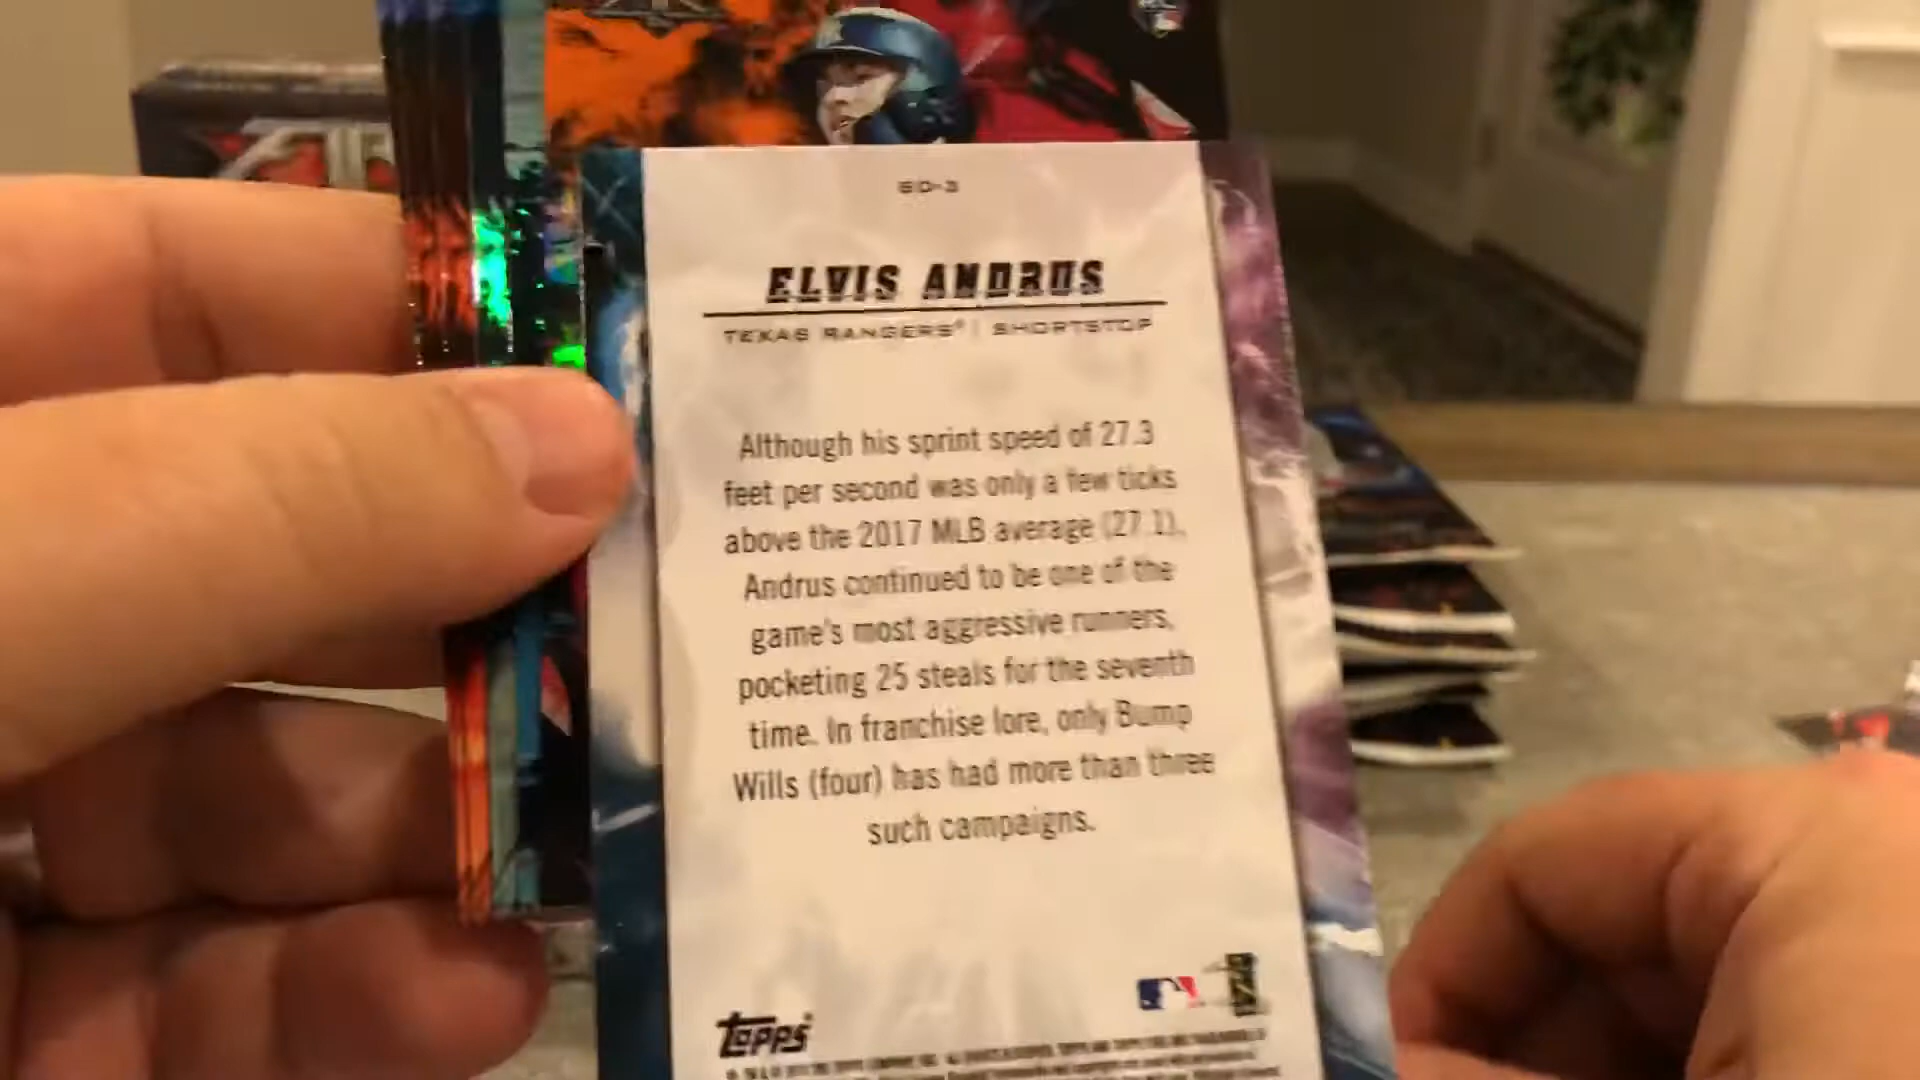 ELVIS ANDRUS
TEXAS RANGERS® | SHORTSTOP
Although his sprint speed of 27.3
feet per second was only a few ticks
above the 2017 MLB average (27.1),
Andrus continued to be one of the
game's most aggressive runners,
pocketing 25 steals for the seventh
time. In franchise lore, only Bump
Wills (four) has had more than three
such campaigns.
Topps